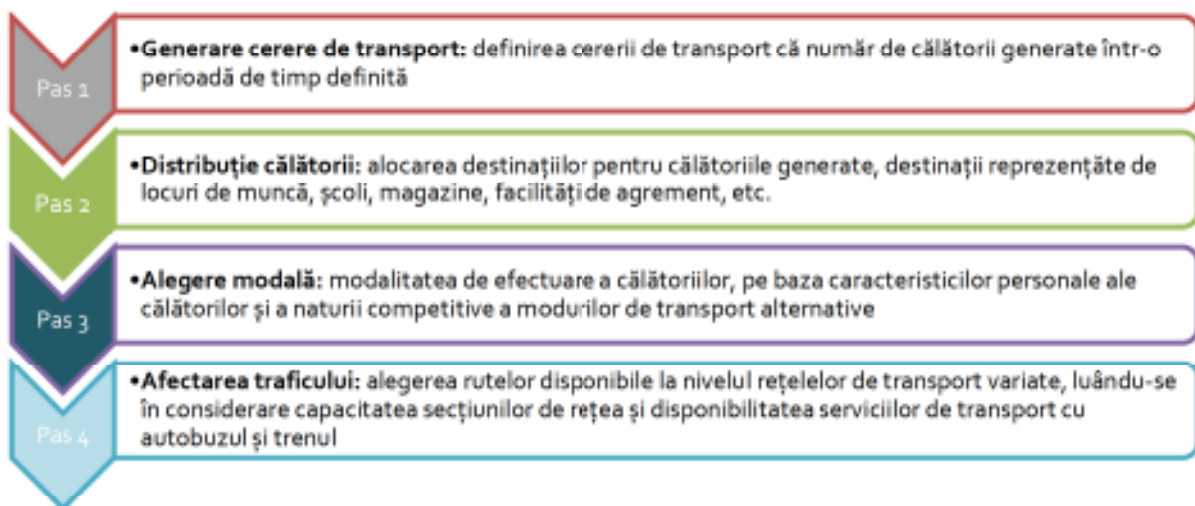 Pas 1
•Generare cerere de transport: definirea cererii de transport că număr de călătorii generate într-o
perioadă de timp definită
Pas 2
•Distribuție călătorii: alocarea destinațiilor pentru călătoriile generate, destinații reprezențăte de
locuri de muncă, școli, magazine, facilități de agrement, etc.
Pas 3
•Alegere modală: modalitatea de efectuare a călătoriilor, pe baza caracteristicilor personale ale
călătorilor și a naturii competitive a modurilor de transport alternative
Pas 4
•Afectarea traficului: alegerea rutelor disponibile la nivelul rețelelor de transport variate, luându-se
în considerare capacitatea secțiunilor de rețea și disponibilitatea serviciilor de transport cu
autobuzul și trenul